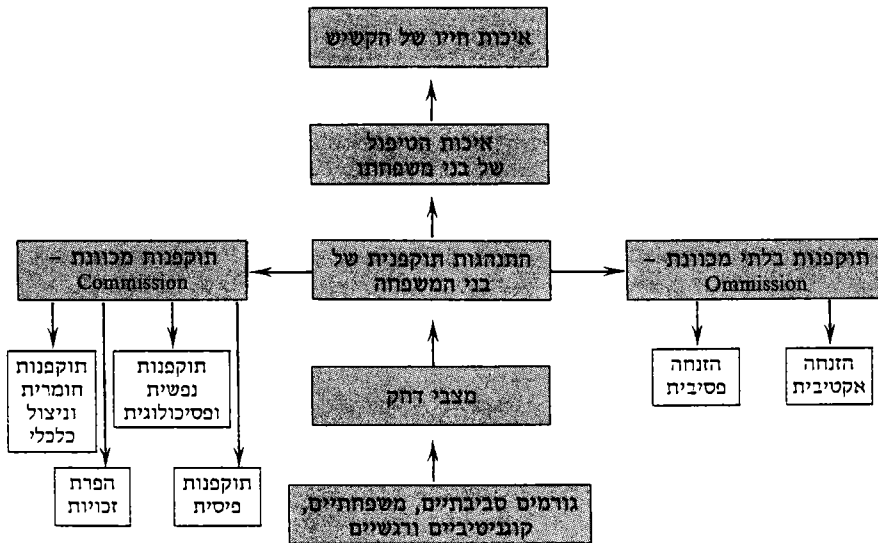 איכות חייו של הקשיש
איכות הטיפול
של בני משפחתו
תוקפנות בלתי מכוונת –
Ommission
התנהגות תוקפנית של
בני המשפחה
תוקפנות מכוונת –
Commission
הזנחה
אקטיבית
הזנחה
פסיבית
תוקפנות
נפשית
ופסיכולוגית
תוקפנות
חומרית
וניצול
כלכלי
מצבי דחק
תוקפנות
פיסית
הפרת
זכויות
גורמים סביבתיים, משפחתיים,
קוגניטיביים ורגשיים